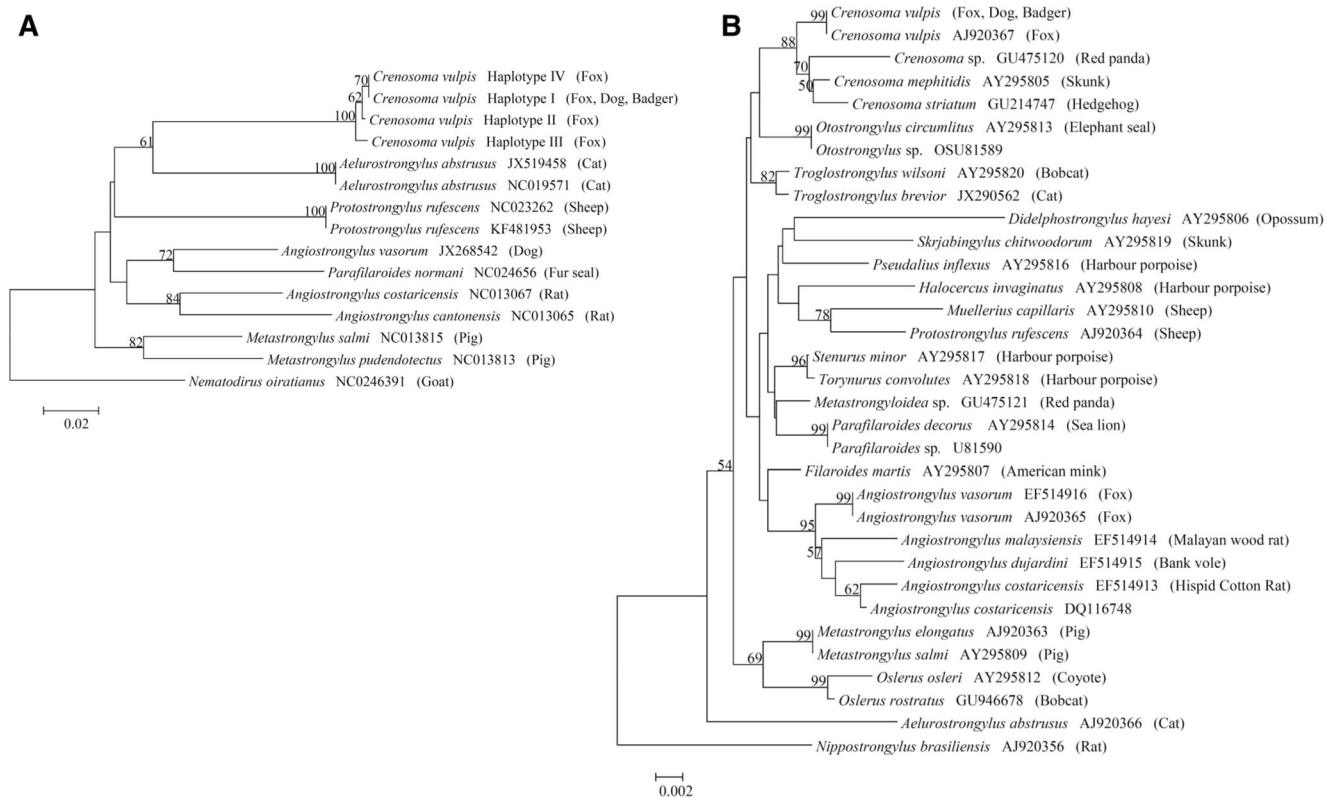 A
70
Crenosoma vulpis Haplotype IV (Fox)
62
Crenosoma vulpis Haplotype I (Fox, Dog, Badger)
100
Crenosoma vulpis Haplotype II (Fox)
Crenosoma vulpis Haplotype III (Fox)
61
100
Aelurostrongylus abstrusus JX519458 (Cat)
Aelurostrongylus abstrusus NC019571 (Cat)
100
Protostrongylus rufescens NC023262 (Sheep)
Protostrongylus rufescens KF481953 (Sheep)
72
Angiostrongylus vasorum JX268542 (Dog)
Parafilaroides normani NC024656 (Fur seal)
84
Angiostrongylus costaricensis NC013067 (Rat)
Angiostrongylus cantonensis NC013065 (Rat)
82
Metastrongylus salmi NC013815 (Pig)
Metastrongylus pudendotectus NC013813 (Pig)
Nematodirus oiratianus NC0246391 (Goat)
0.02
B
99
Crenosoma vulpis (Fox, Dog, Badger)
Crenosoma vulpis AJ920367 (Fox)
88
Crenosoma sp. GU475120 (Red panda)
70
Crenosoma mephitidis AY295805 (Skunk)
50
Crenosoma striatum GU214747 (Hedgehog)
99
Otostrongylus circumlitus AY295813 (Elephant seal)
Otostrongylus sp. OSU81589
82
Troglostrongylus wilsoni AY295820 (Bobcat)
Troglostrongylus brevior JX290562 (Cat)
Didelphostrongylus hayesi AY295806 (Opossum)
Skrjabingylus chitwoodorum AY295819 (Skunk)
Pseudalius inflexus AY295816 (Harbour porpoise)
Halocercus invaginatus AY295808 (Harbour porpoise)
78
Muellerius capillaris AY295810 (Sheep)
Protostrongylus rufescens AJ920364 (Sheep)
96
Stenurus minor AY295817 (Harbour porpoise)
Torynurus convolutes AY295818 (Harbour porpoise)
Metastrongyloidea sp. GU475121 (Red panda)
99
Parafilaroides decorus AY295814 (Sea lion)
Parafilaroides sp. U81590
54
Filaroides martis AY295807 (American mink)
99
Angiostrongylus vasorum EF514916 (Fox)
Angiostrongylus vasorum AJ920365 (Fox)
95
Angiostrongylus malaysiensis EF514914 (Malayan wood rat)
57
Angiostrongylus dujardini EF514915 (Bank vole)
62
Angiostrongylus costaricensis EF514913 (Hispid Cotton Rat)
Angiostrongylus costaricensis DQ116748
99
Metastrongylus elongatus AJ920363 (Pig)
Metastrongylus salmi AY295809 (Pig)
69
99
Oslerus osleri AY295812 (Coyote)
Oslerus rostratus GU946678 (Bobcat)
Aelurostrongylus abstrusus AJ920366 (Cat)
Nippostrongylus brasiliensis AJ920356 (Rat)
0.002